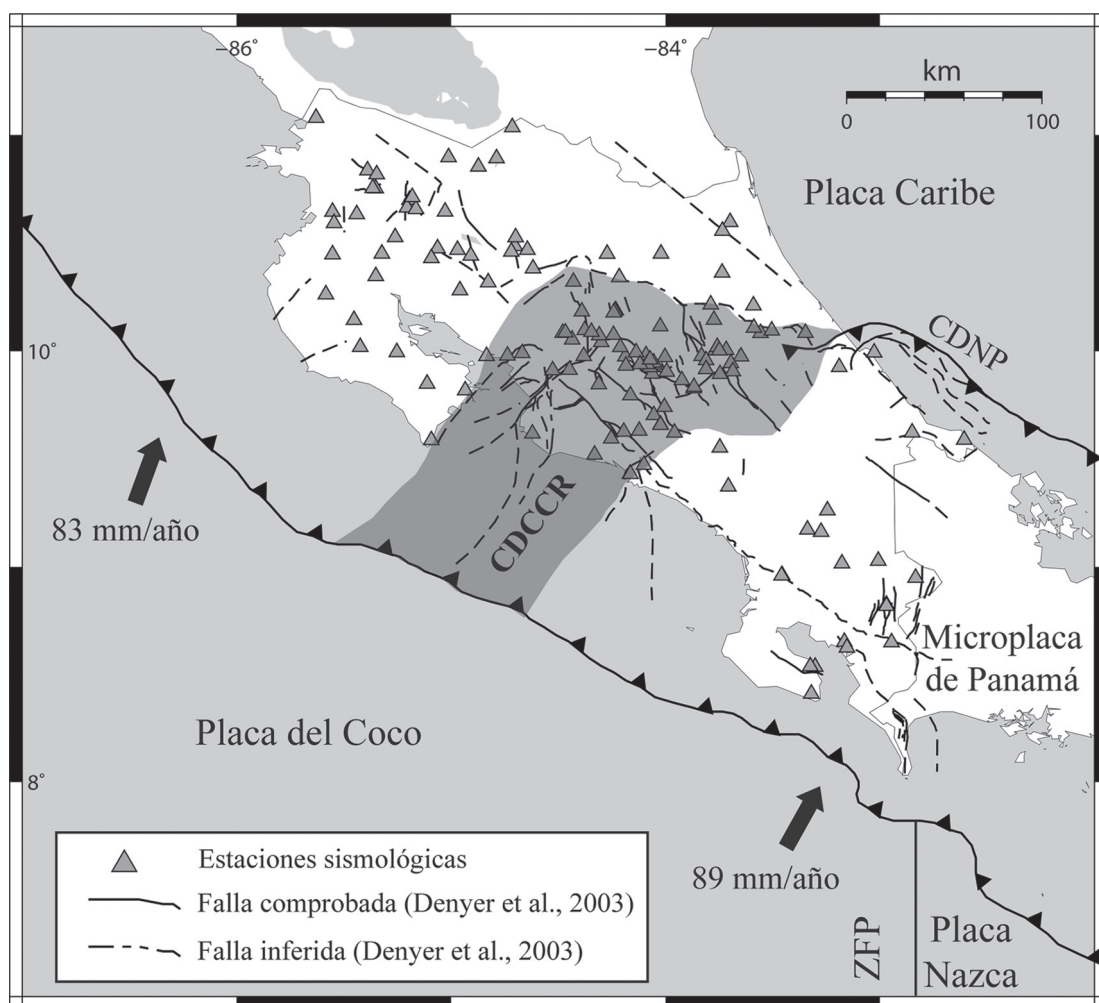 −86˚
−84˚
km
0
100
Placa Caribe
10˚
CDNP
83 mm/año
CDCCR
Microplaca
de Panamá
Placa del Coco
8˚
89 mm/año
ZFP
Placa
Nazca
Estaciones sismológicas
Falla comprobada (Denyer et al., 2003)
Falla inferida (Denyer et al., 2003)